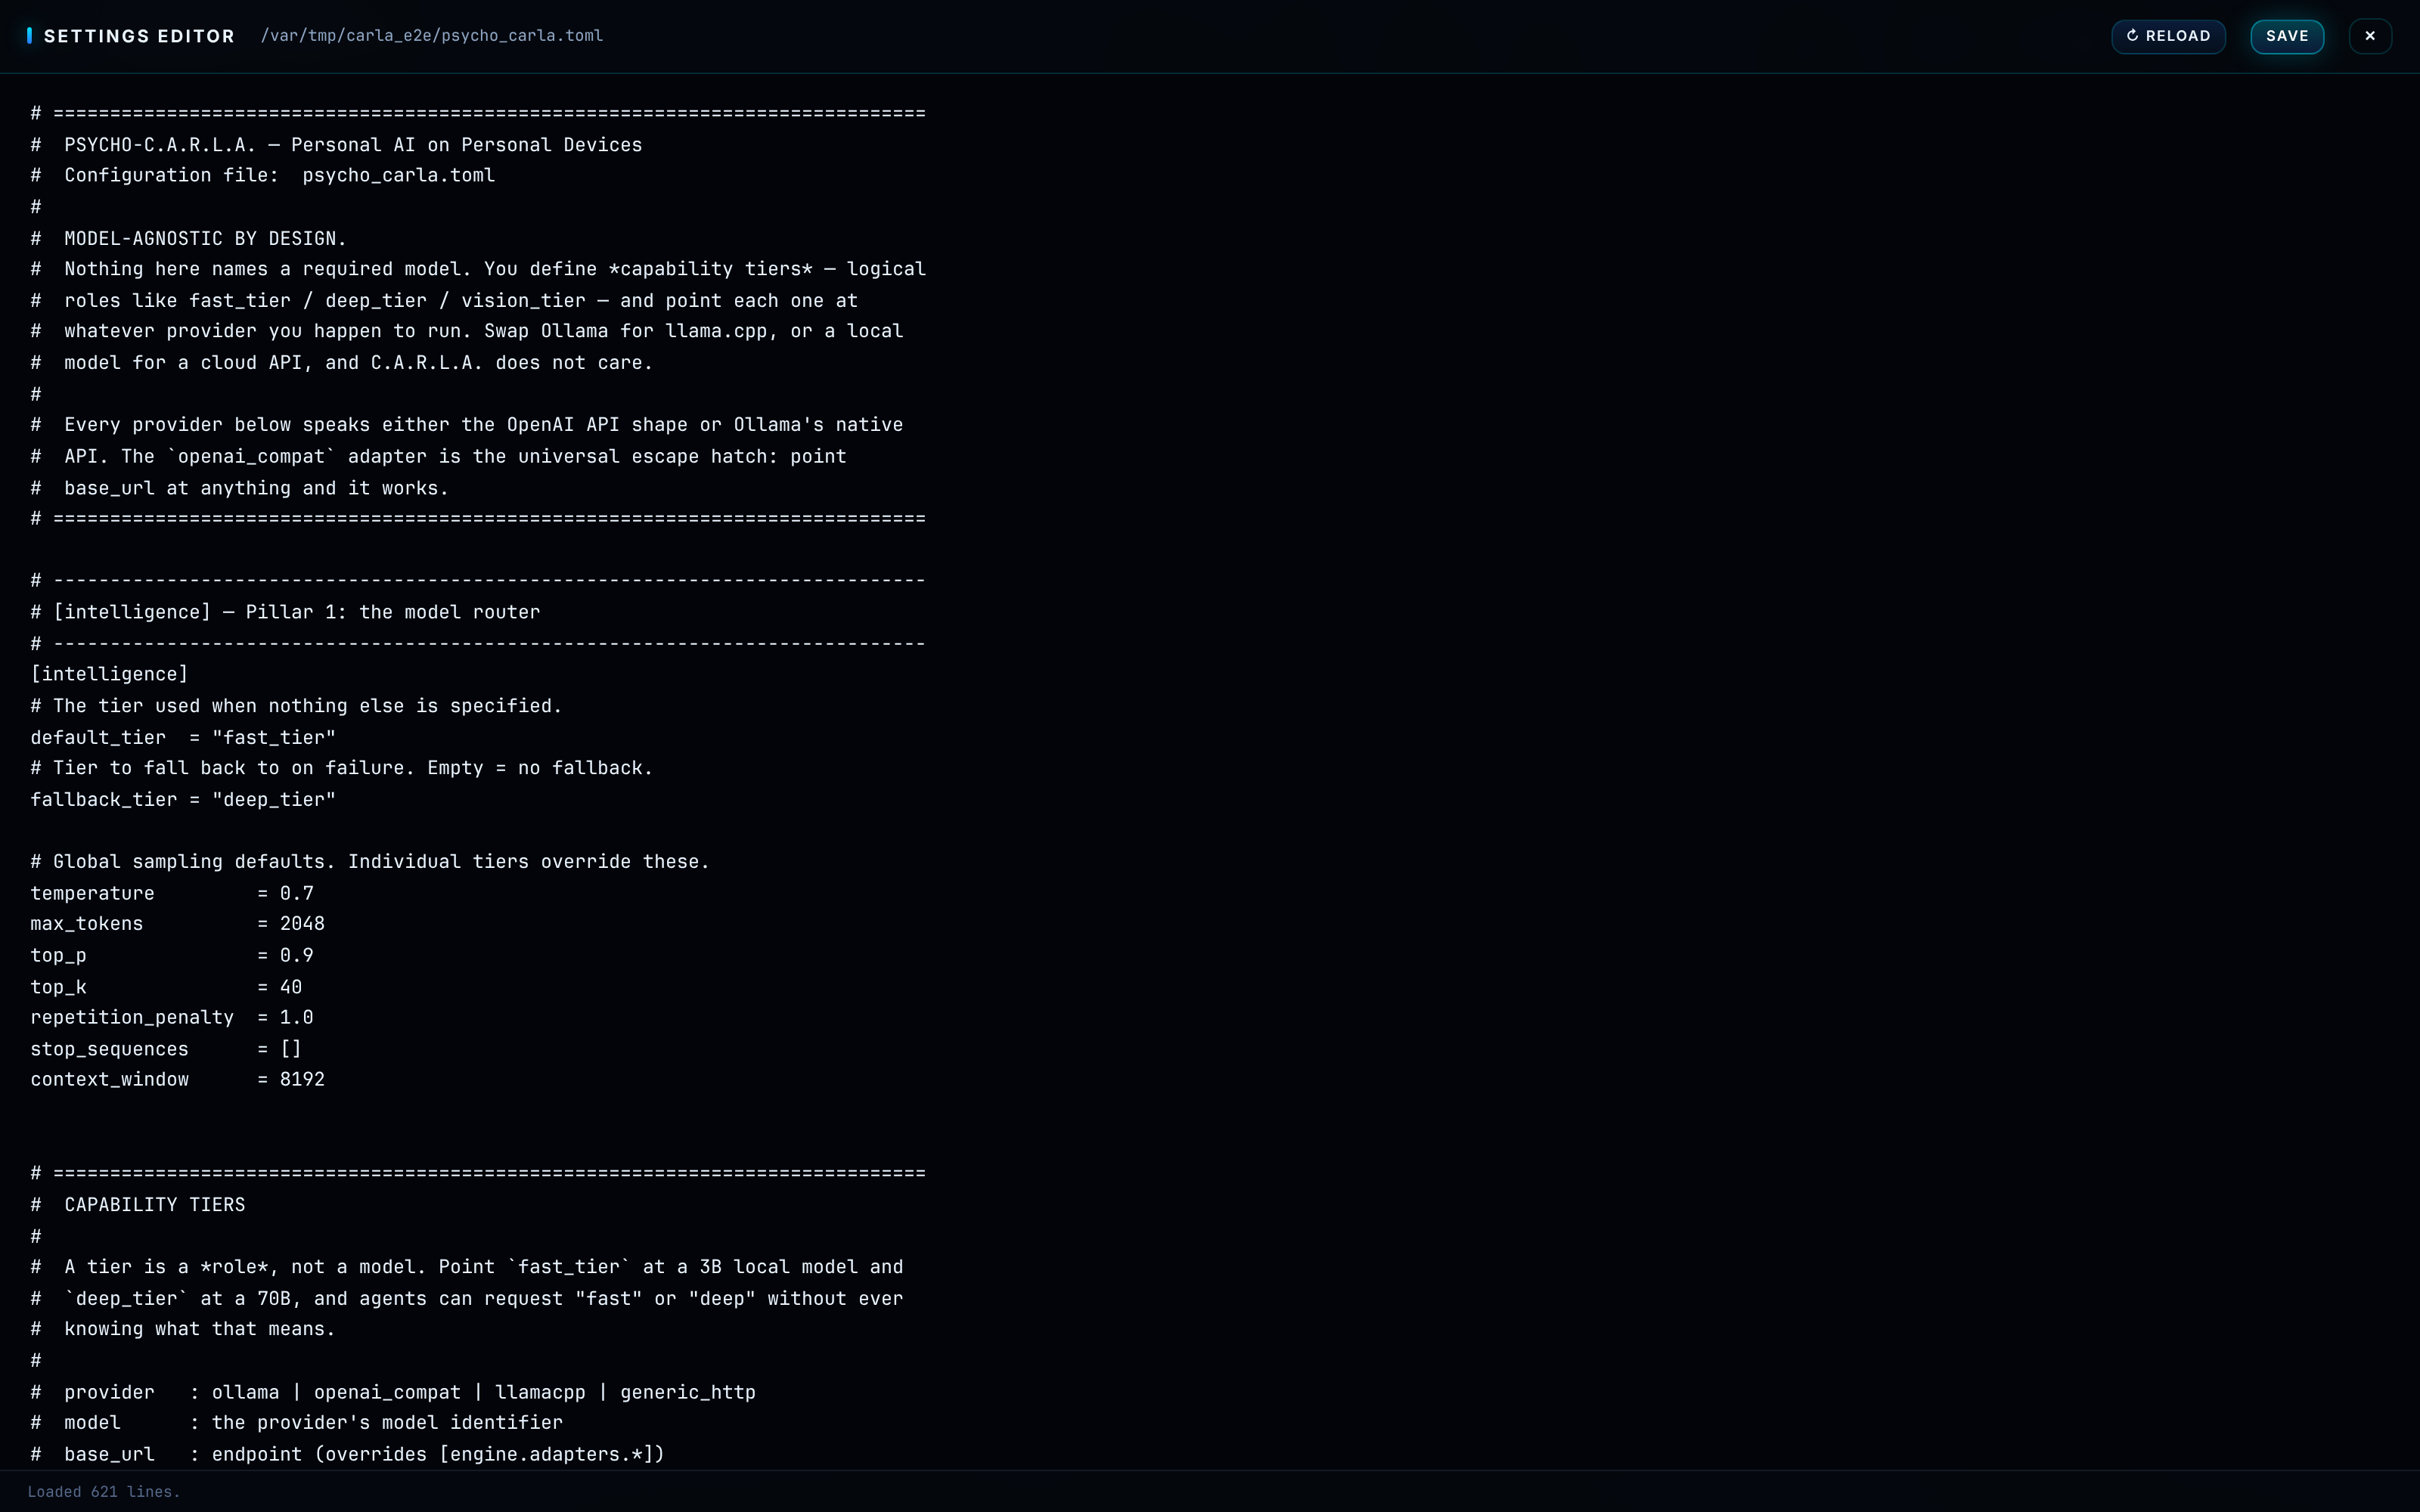 SETTINGS EDITOR /var/tmp/carla_e2e/psycho_carla.toml ↻ RELOAD SAVE ✕
# =============================================================================
#  PSYCHO-C.A.R.L.A. — Personal AI on Personal Devices
#  Configuration file:  psycho_carla.toml
#
#  MODEL-AGNOSTIC BY DESIGN.
#  Nothing here names a required model. You define *capability tiers* — logical
#  roles like fast_tier / deep_tier / vision_tier — and point each one at
#  whatever provider you happen to run. Swap Ollama for llama.cpp, or a local
#  model for a cloud API, and C.A.R.L.A. does not care.
#
#  Every provider below speaks either the OpenAI API shape or Ollama's native
#  API. The `openai_compat` adapter is the universal escape hatch: point
#  base_url at anything and it works.
# =============================================================================

# -----------------------------------------------------------------------------
# [intelligence] — Pillar 1: the model router
# -----------------------------------------------------------------------------
[intelligence]
# The tier used when nothing else is specified.
default_tier  = "fast_tier"
# Tier to fall back to on failure. Empty = no fallback.
fallback_tier = "deep_tier"

# Global sampling defaults. Individual tiers override these.
temperature         = 0.7
max_tokens          = 2048
top_p               = 0.9
top_k               = 40
repetition_penalty  = 1.0
stop_sequences      = []
context_window      = 8192

# =============================================================================
#  CAPABILITY TIERS
#
#  A tier is a *role*, not a model. Point `fast_tier` at a 3B local model and
#  `deep_tier` at a 70B, and agents can request "fast" or "deep" without ever
#  knowing what that means.
#
#  provider   : ollama | openai_compat | llamacpp | generic_http
#  model      : the provider's model identifier
#  base_url   : endpoint (overrides [engine.adapters.*])
Loaded 621 lines.